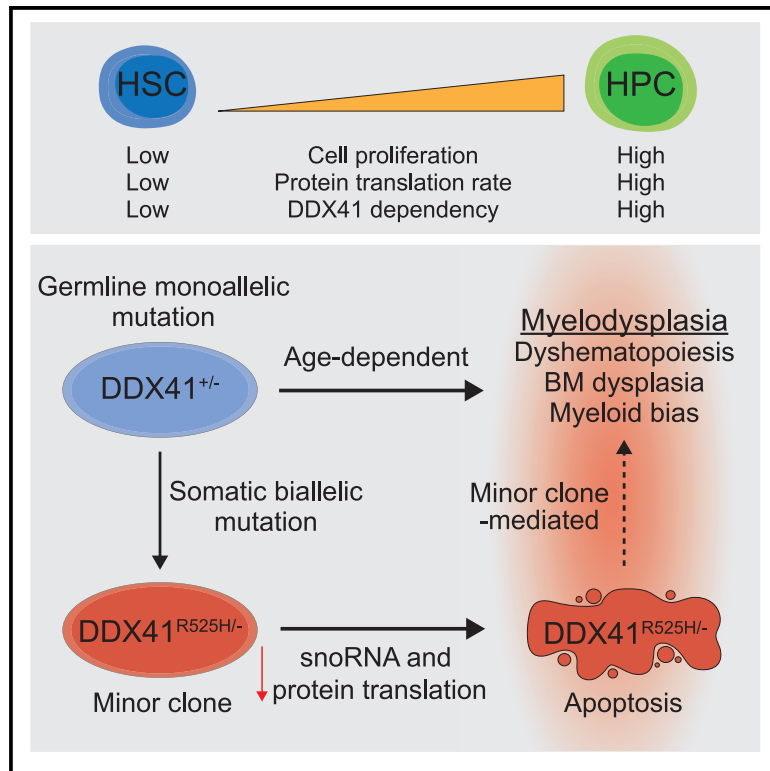 HSC
HPC
Low Cell proliferation High
Low Protein translation rate High
Low DDX41 dependency High
Germline monoallelic
mutation
DDX41+/-
Age-dependent
Myelodysplasia
Dyshematopoiesis
BM dysplasia
Myeloid bias
Somatic biallelic
mutation
Minor clone
-mediated
DDX41R525H/-
Minor clone
snoRNA and
protein translation
DDX41R525H/-
Apoptosis